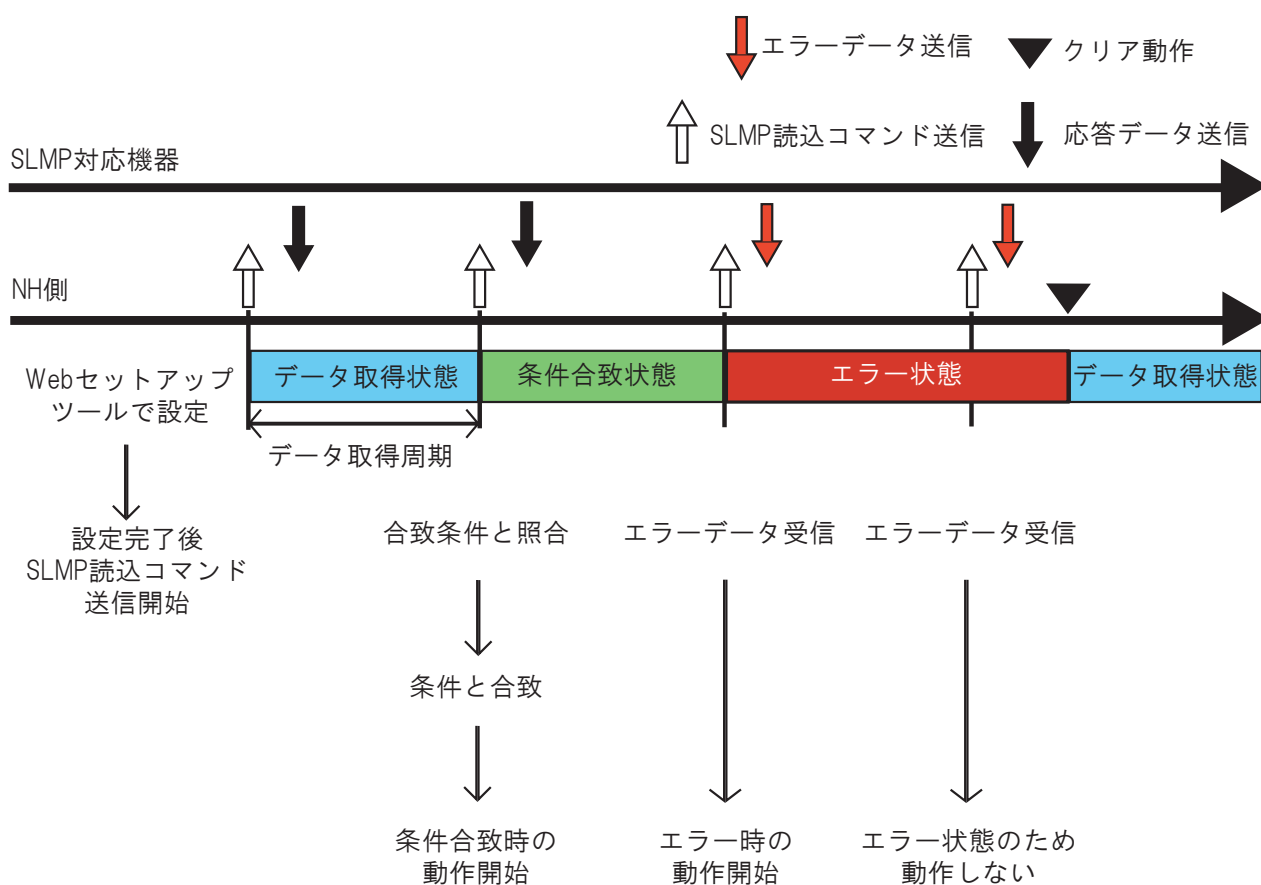 エラーデータ送信
クリア動作
SLMP読込コマンド送信
応答データ送信
SLMP対応機器
NH側
Webセットアップ
ツールで設定
データ取得状態
条件合致状態
エラー状態
データ取得状態
データ取得周期
設定完了後
SLMP読込コマンド
送信開始
合致条件と照合
エラーデータ受信
エラーデータ受信
条件と合致
条件合致時の
動作開始
エラー時の
動作開始
エラー状態のため
動作しない